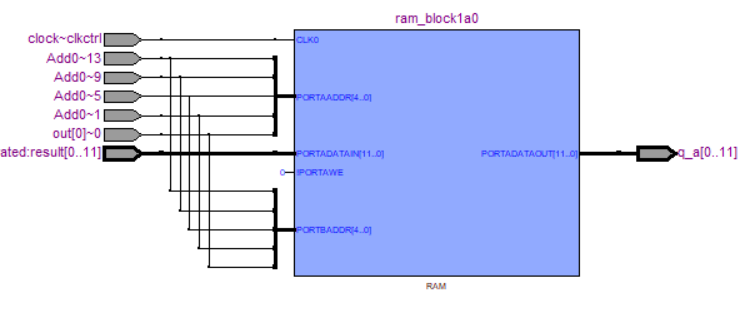 ram_block1a0
clock~clkctrl
CLK0
Add0~13
Add0~9
Add0~5
PORTAADDR[4..0]
Add0~1
out[0]~0
ated:result[0..11]
PORTADATAIN[11..0]
PORTADATAOUT[11..0]
q_a[0..11]
0
!PORTAWE
PORTBADDR[4..0]
RAM